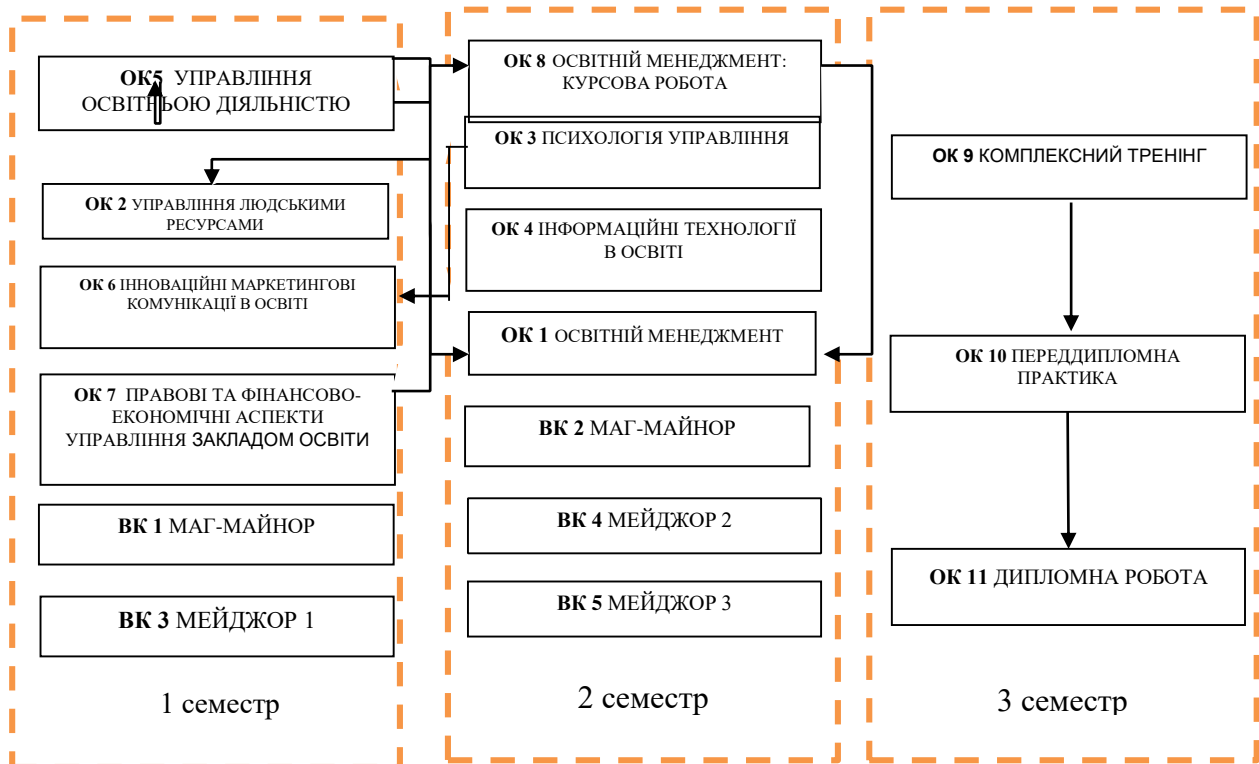 ОК5 УПРАВЛІННЯ
ОСВІТНЬОЮ ДІЯЛЬНІСТЮ
ОК 2 УПРАВЛІННЯ ЛЮДСЬКИМИ
РЕСУРСАМИ
ОК 6 ІННОВАЦІЙНІ МАРКЕТИНГОВІ
КОМУНІКАЦІЇ В ОСВІТІ
ОК 7 ПРАВОВІ ТА ФІНАНСОВО-
ЕКОНОМІЧНІ АСПЕКТИ
УПРАВЛІННЯ ЗАКЛАДОМ ОСВІТИ
ВК 1 МАГ-МАЙНОР
ВК 3 МЕЙДЖОР 1
1 семестр
ОК 8 ОСВІТНІЙ МЕНЕДЖМЕНТ:
КУРСОВА РОБОТА
ОК 3 ПСИХОЛОГІЯ УПРАВЛІННЯ
ОК 4 ІНФОРМАЦІЙНІ ТЕХНОЛОГІЇ
В ОСВІТІ
ОК 1 ОСВІТНІЙ МЕНЕДЖМЕНТ
ВК 2 МАГ-МАЙНОР
ВК 4 МЕЙДЖОР 2
ВК 5 МЕЙДЖОР 3
2 семестр
ОК 9 КОМПЛЕКСНИЙ ТРЕНІНГ
ОК 10 ПЕРЕДДИПЛОМНА
ПРАКТИКА
ОК 11 ДИПЛОМНА РОБОТА
3 семестр